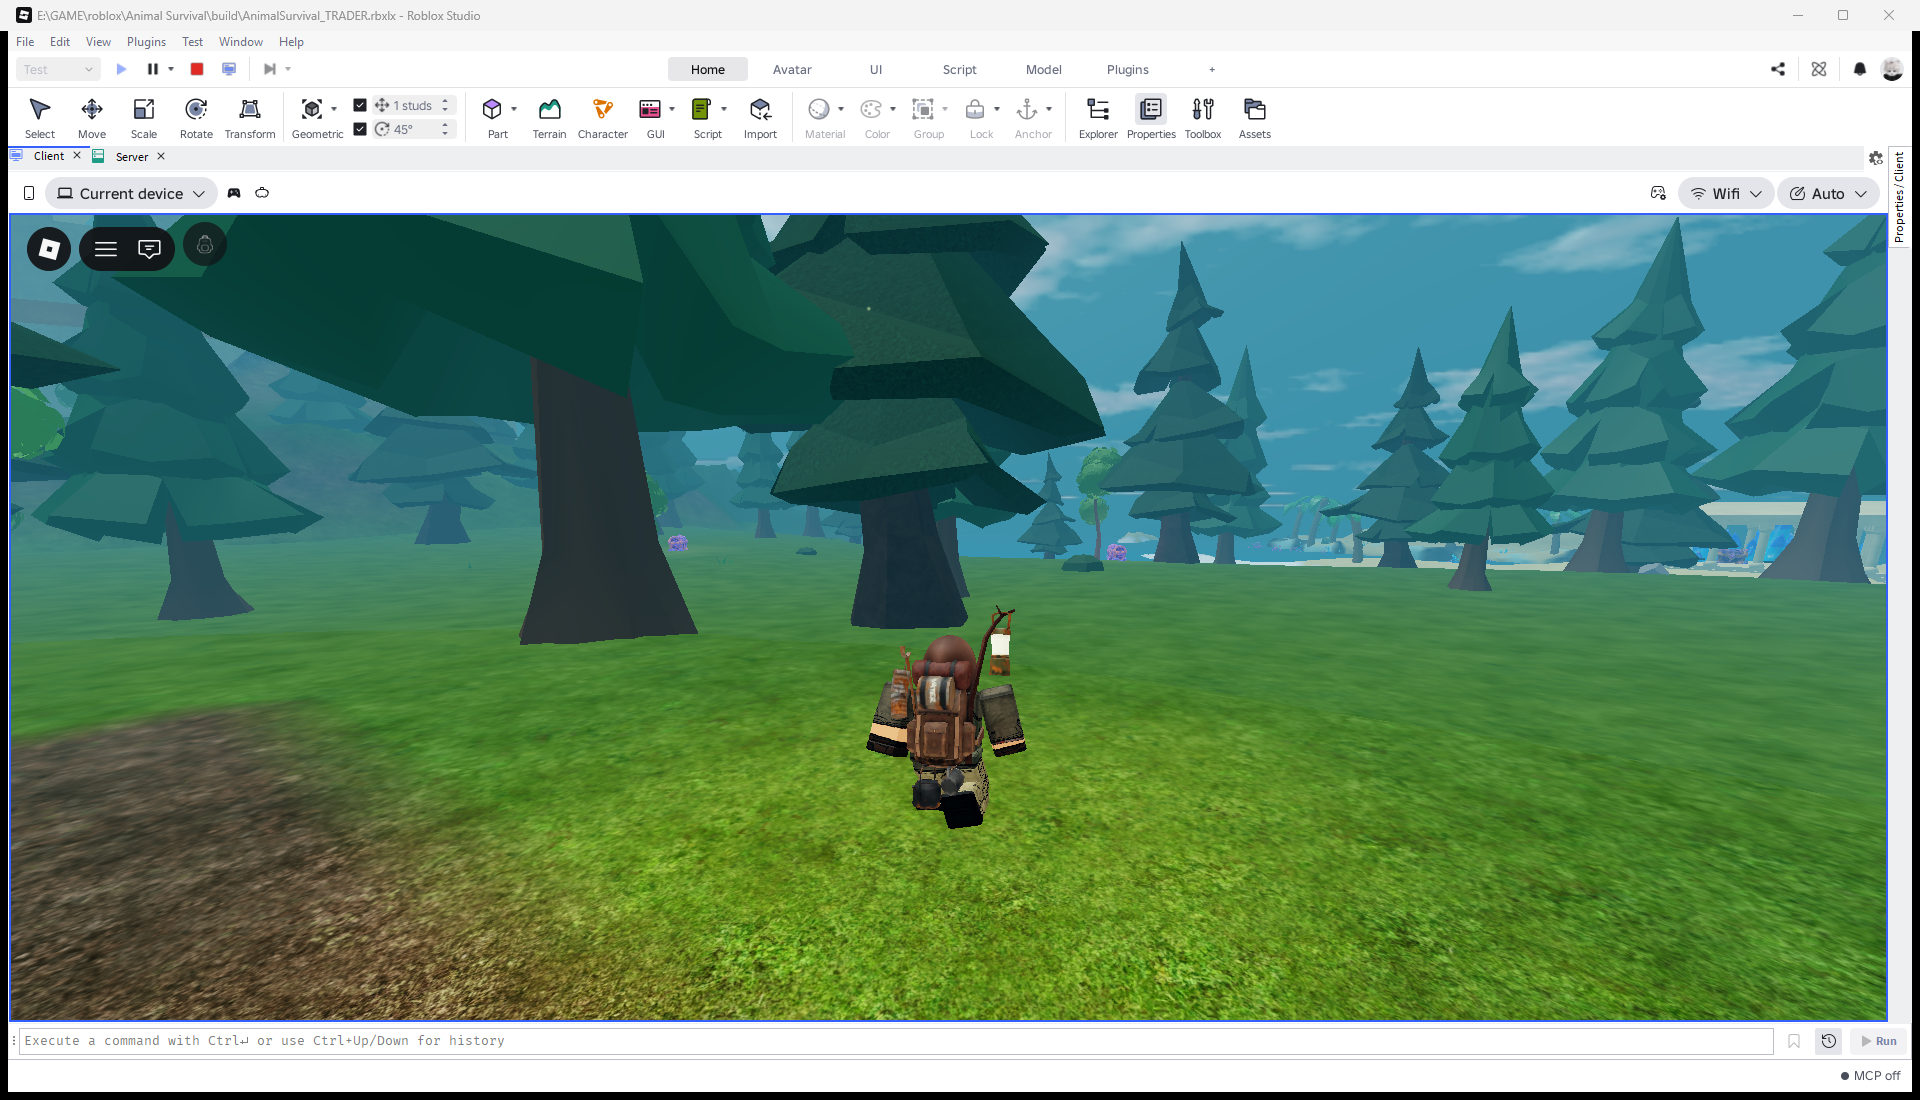 E:\GAME\roblox\Animal Survival\build\AnimalSurvival_TRADER.rbxlx - Roblox Studio
File Edit View Plugins Test Window Help
Test
Home Avatar UI Script Model Plugins +
1 studs
45°
Select Move Scale Rotate Transform Geometric Part Terrain Character GUI Script Import Material Color Group Lock Anchor Explorer Properties Toolbox Assets
Client Server
Properties / Client
Current device
Wifi
Auto
Execute a command with Ctrl↵ or use Ctrl+Up/Down for history
Run
MCP off